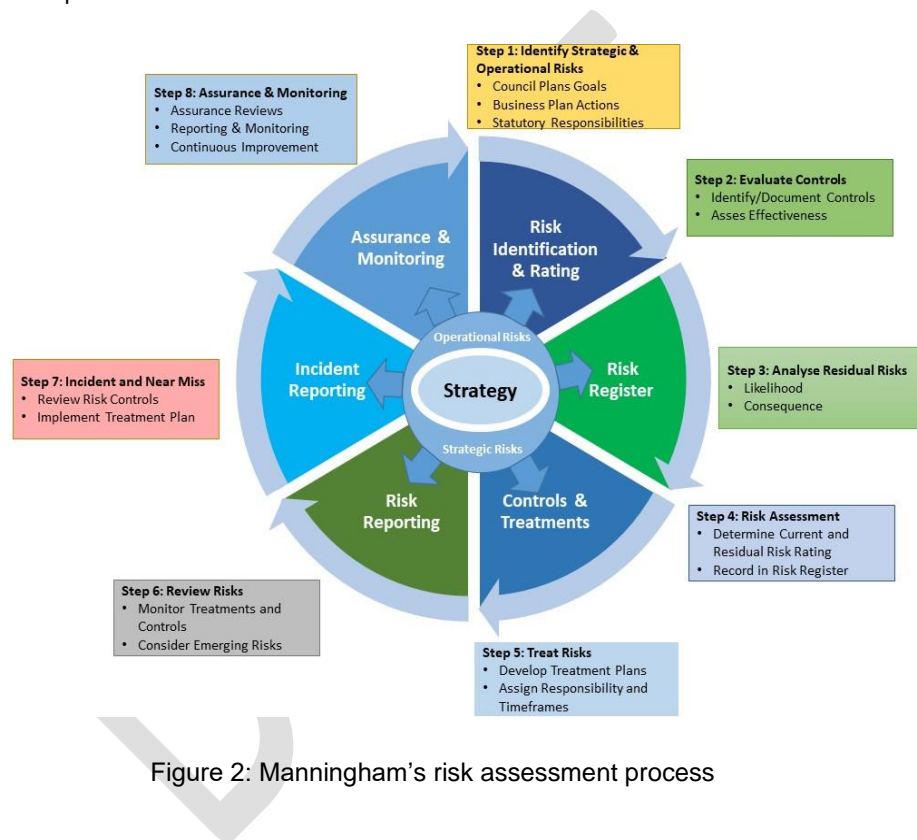 Step 1: Identify Strategic &
Operational Risks
• Council Plans Goals
• Business Plan Actions
• Statutory Responsibilities
Step 8: Assurance & Monitoring
• Assurance Reviews
• Reporting & Monitoring
• Continuous Improvement
Step 2: Evaluate Controls
• Identify/Document Controls
• Asses Effectiveness
Assurance &
Monitoring
Risk
Identification
& Rating
Operational Risks
Step 7: Incident and Near Miss
• Review Risk Controls
• Implement Treatment Plan
Incident
Reporting
Strategy
Risk
Register
Step 3: Analyse Residual Risks
• Likelihood
• Consequence
Strategic Risks
Risk
Reporting
Controls &
Treatments
Step 4: Risk Assessment
• Determine Current and
Residual Risk Rating
• Record in Risk Register
Step 6: Review Risks
• Monitor Treatments and
Controls
• Consider Emerging Risks
Step 5: Treat Risks
• Develop Treatment Plans
• Assign Responsibility and
Timeframes
Figure 2: Manningham's risk assessment process